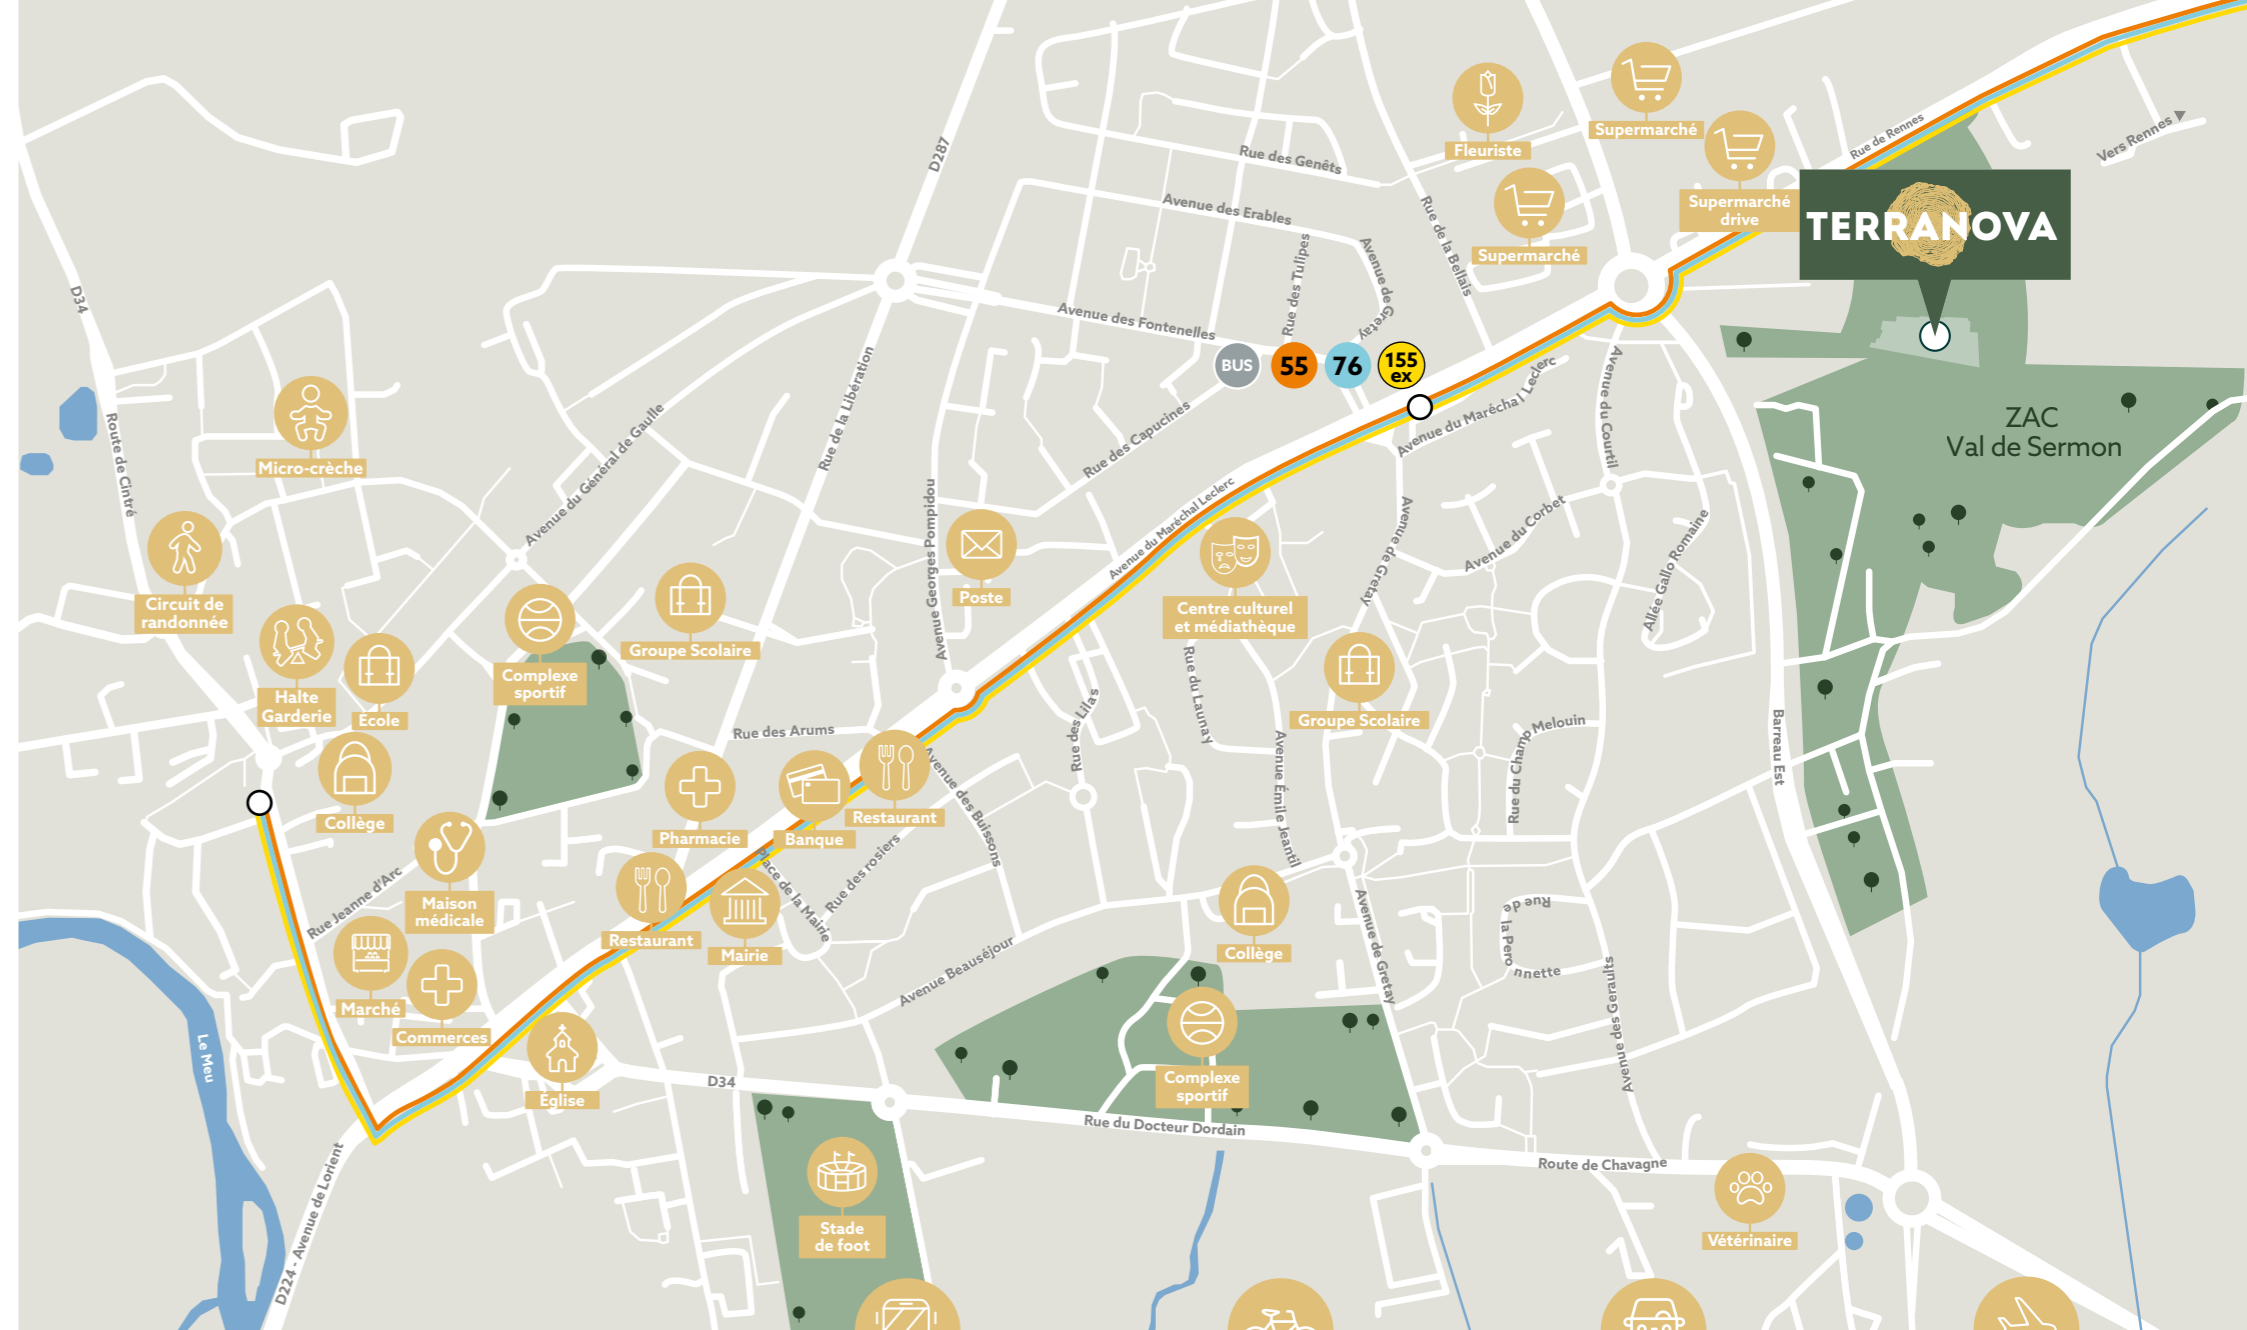 Fleuriste
Supermarché
Supermarché
drive
Supermarché
Rue de Rennes
Vers Rennes
TERRANOVA
ZAC
Val de Sermon
D287
Rue des Genêts
Avenue des Erables
Rue des Tulipes
Avenue de Gretay
Rue de la Bellais
Avenue des Fontenelles
BUS
55
76
155
ex
D34
Route de Cintré
Micro-crèche
Avenue du Général de Gaulle
Rue de la Libération
Rue des Capucines
Avenue du Maréchal Leclerc
Avenue du Courtil
Avenue Georges Pompidou
Avenue du Maréchal Leclerc
Avenue de Gretay
Avenue du Corbet
Allée Gallo Romaine
Circuit de
randonnée
Poste
Centre culturel
et médiathèque
Groupe Scolaire
Halte
Garderie
École
Complexe
sportif
Rue des Arums
Rue des Lilas
Rue du Launay
Groupe Scolaire
Avenue Émile Jeantil
Rue du Champ Melouin
Barreau Est
Collège
Pharmacie
Banque
Restaurant
Avenue des Buissons
Place de la Mairie
Rue des rosiers
Rue Jeanne d'Arc
Maison
médicale
Restaurant
Mairie
Avenue Beauséjour
Collège
Avenue de Gretay
Rue de
la Pero
nnette
Avenue des Geraults
Marché
Commerces
Le Meu
Église
D34
Complexe
sportif
Rue du Docteur Dordain
Route de Chavagne
D224 - Avenue de Lorient
Stade
de foot
Vétérinaire